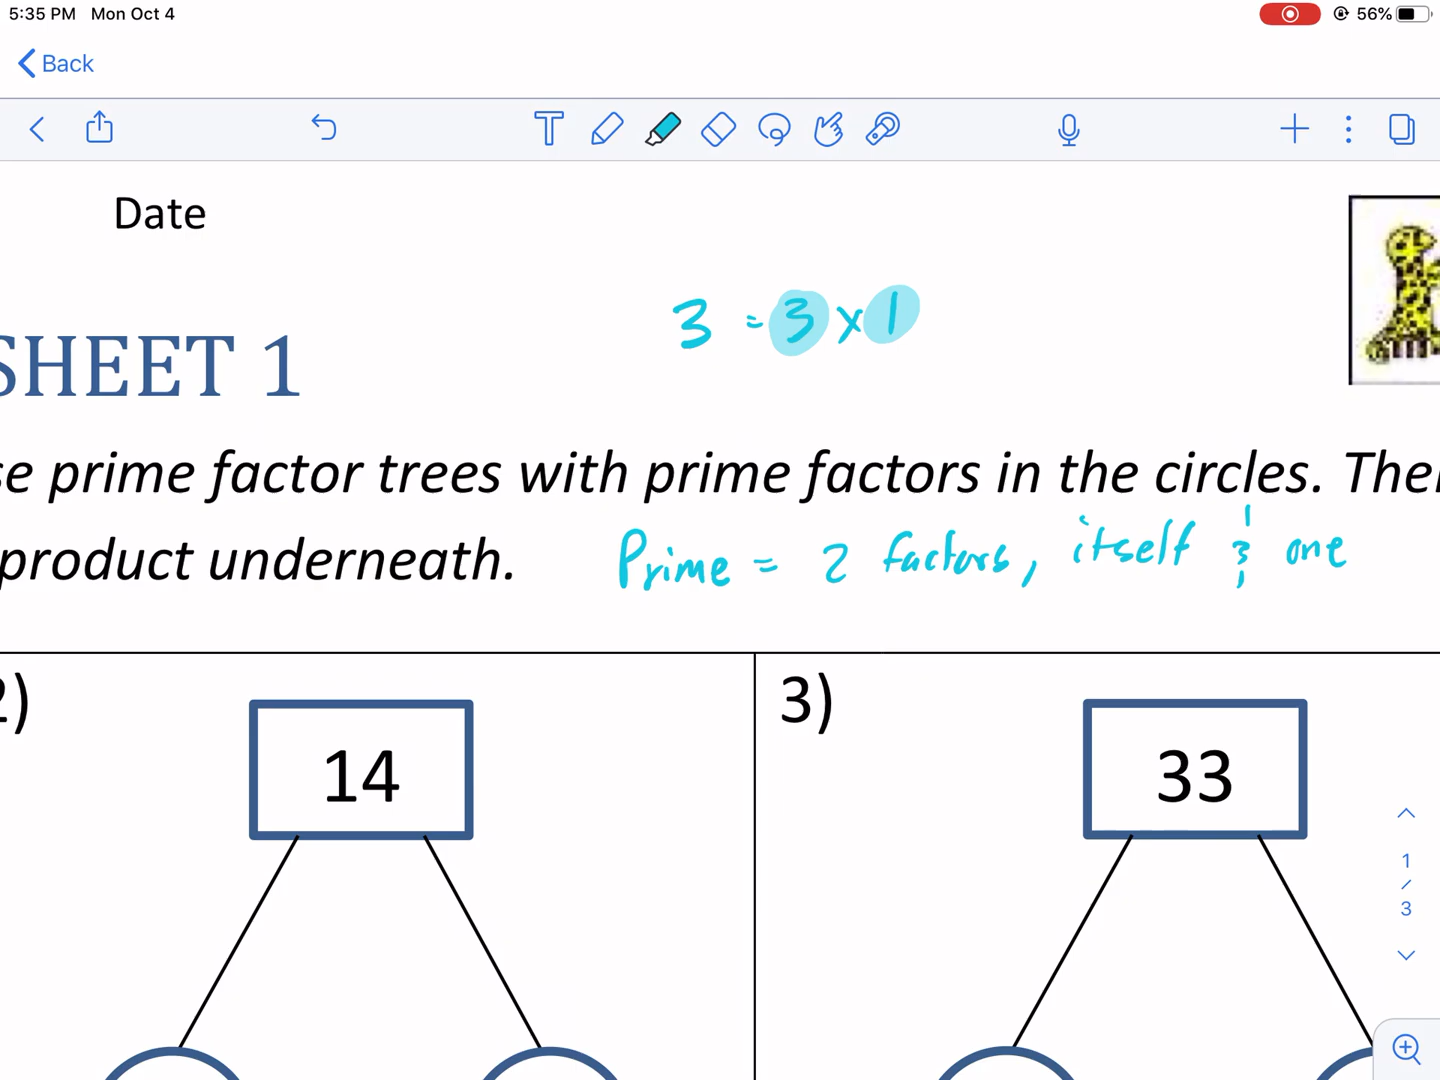 5:35 PM Mon Oct 4
56%
Back
Date
3 = 3 x 1
SHEET 1
se prime factor trees with prime factors in the circles. The
product underneath.
Prime = 2 factors, itself & one
2)
14
3)
33
1
/
3